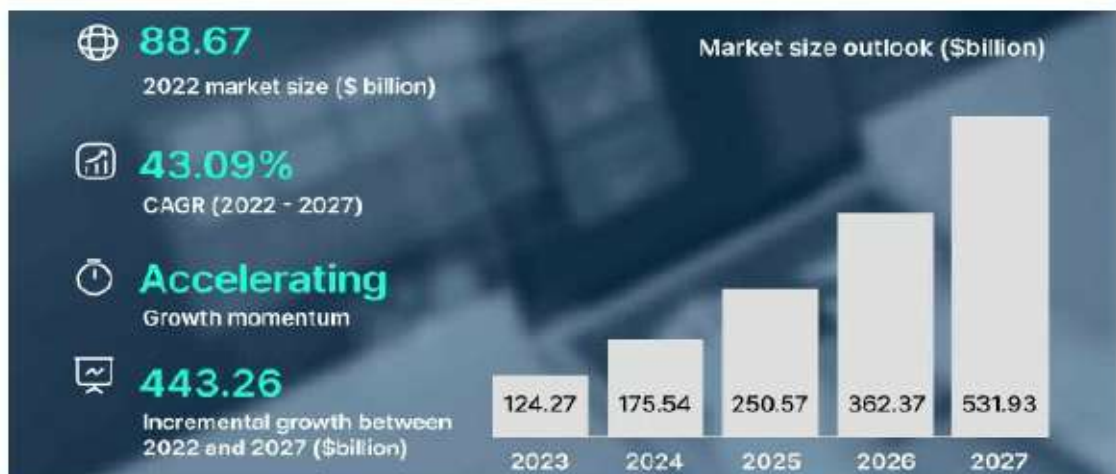 88.67
2022 market size ($ billion)
43.09%
CAGR (2022 - 2027)
Accelerating
Growth momentum
443.26
Incremental growth between
2022 and 2027 ($billion)
Market size outlook ($billion)
124.27 175.54 250.57 362.37 531.93
2023 2024 2025 2026 2027